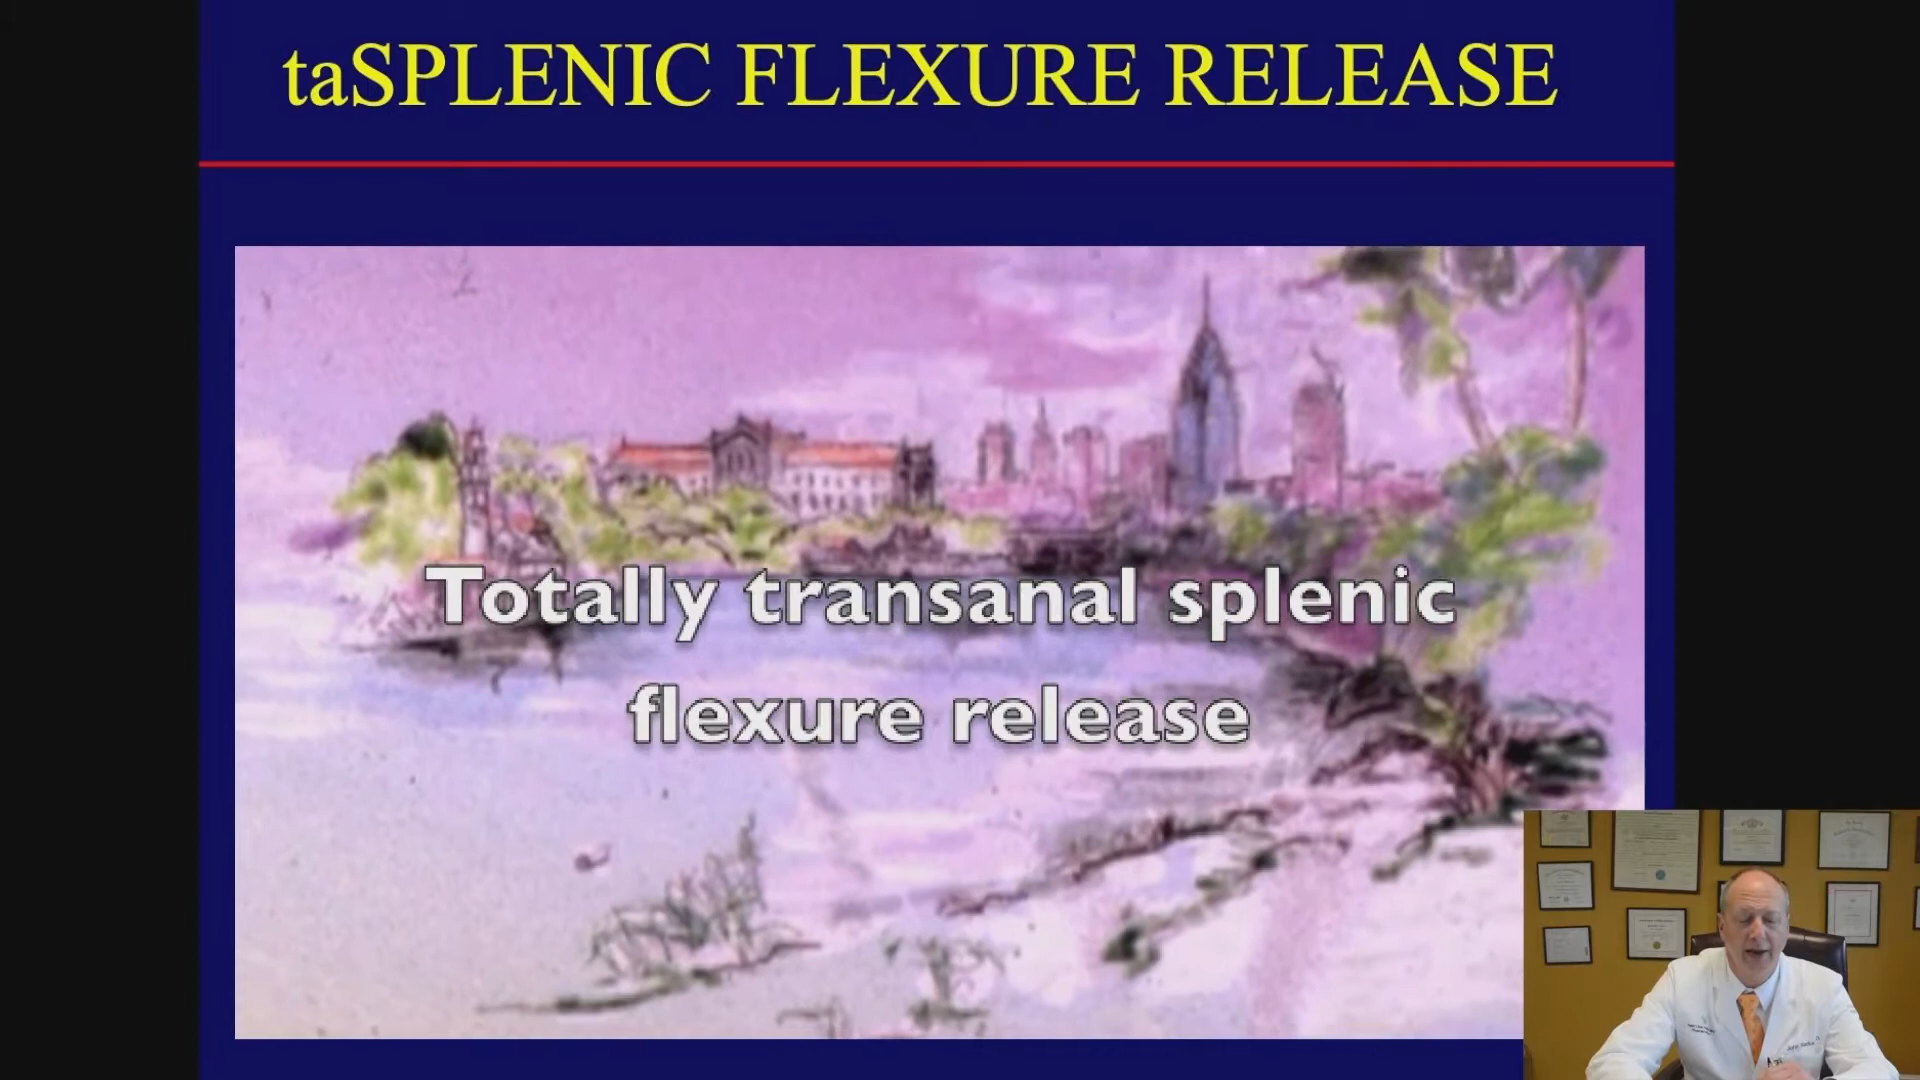 taSPLENIC FLEXURE RELEASE
Totally transanal splenic
flexure release